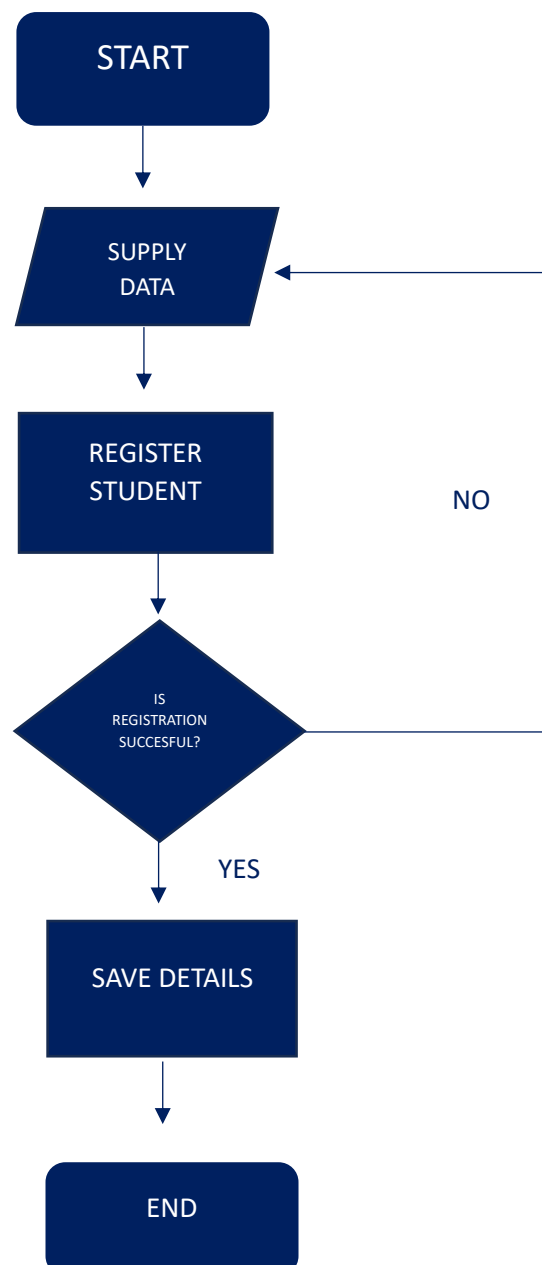 START
SUPPLY
DATA
REGISTER
STUDENT
NO
IS
REGISTRATION
SUCCESFUL?
YES
SAVE DETAILS
END